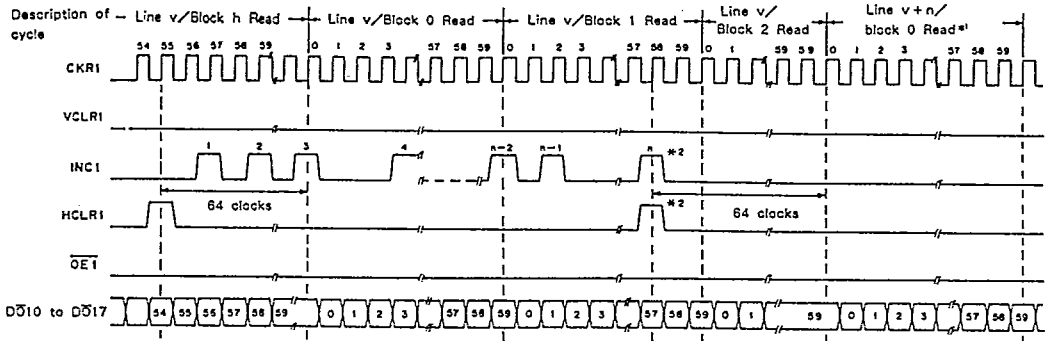 Description of cycle
Line v/Block h Read
Line v/Block 0 Read
Line v/Block 1 Read
Line v/ Block 2 Read
Line v+n/ block 0 Read*1
54 55 56 57 58 59 0 1 2 3 57 58 59 0 1 2 3 57 58 59 0 1 59 59 0 1 2 3 57 58 59
CKR1
VCLR1
1 2 3 4 n-2 n-1 n *2
INC1
64 clocks
64 clocks
HCLR1
*2
OE1
DO10 to DO17
54 55 56 57 58 59 0 1 2 3 57 58 59 0 1 2 3 57 58 59 0 1 59 0 1 2 3 57 58 59